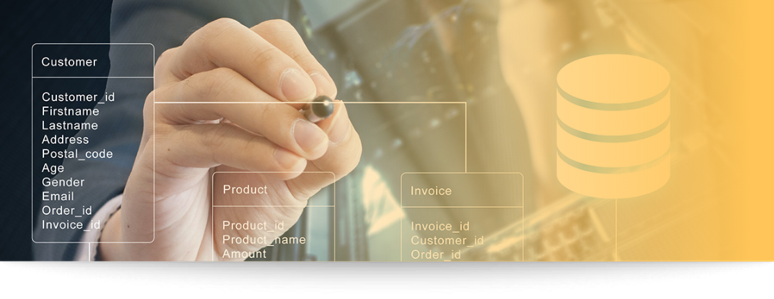 Customer
Customer_id
Firstname
Lastname
Address
Postal_code
Age
Gender
Email
Order_id
Invoice_id
Product
Product_id
Product_name
Amount
Invoice
Invoice_id
Customer_id
Order_id